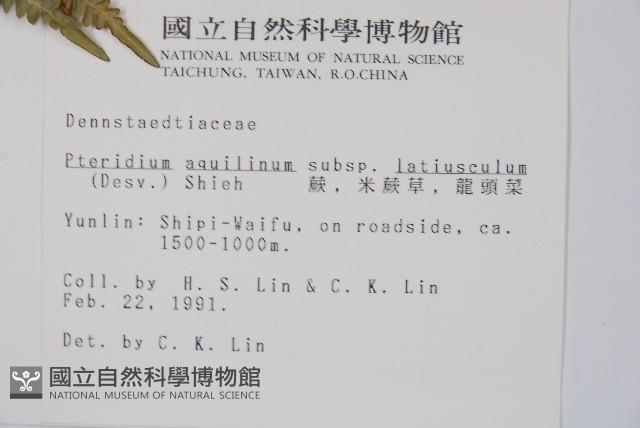 國立自然科學博物館
NATIONAL MUSEUM OF NATURAL SCIENCE
TAICHUNG, TAIWAN, R.O.CHINA
Dennstaedtiaceae
Pteridium aquilinum subsp. latiusculum
(Desv.) Shieh 蕨, 米蕨草, 龍頭菜
Yunlin: Shipi-Waifu, on roadside, ca.
1500-1000m.
Coll. by H. S. Lin & C. K. Lin
Feb. 22, 1991.
Det. by C. K. Lin
國立自然科學博物館
NATIONAL MUSEUM OF NATURAL SCIENCE